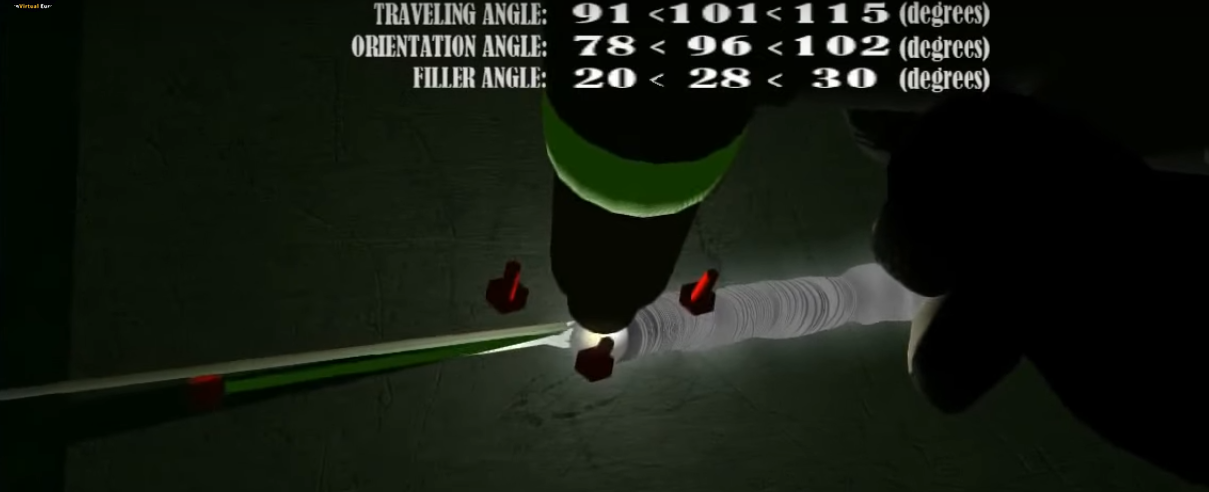 TRAVELING ANGLE: 91 <101< 115 (degrees)
ORIENTATION ANGLE: 78 < 96 <102 (degrees)
FILLER ANGLE: 20 < 28 < 30 (degrees)